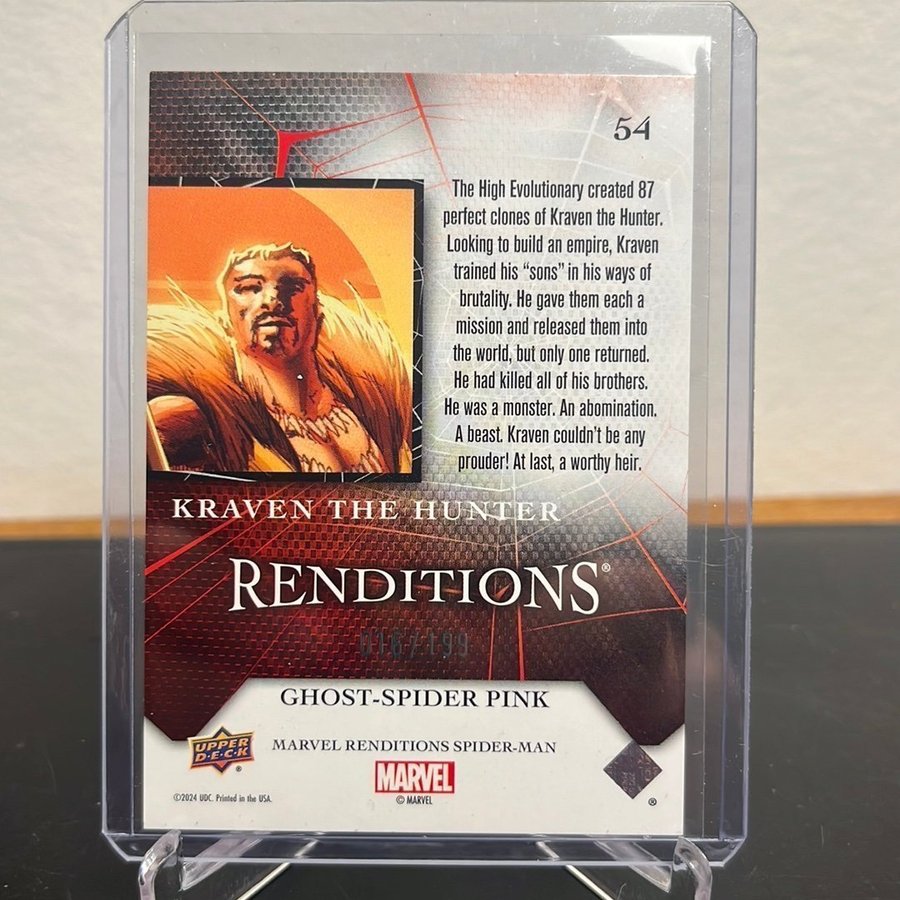 54
The High Evolutionary created 87
perfect clones of Kraven the Hunter.
Looking to build an empire, Kraven
trained his “sons” in his ways of
brutality. He gave them each a
mission and released them into
the world, but only one returned.
He had killed all of his brothers.
He was a monster. An abomination.
A beast. Kraven couldn’t be any
prouder! At last, a worthy heir.
KRAVEN THE HUNTER
RENDITIONS®
016/199
GHOST-SPIDER PINK
UPPER
D·E·C·K
®
MARVEL RENDITIONS SPIDER-MAN
MARVEL
© MARVEL
©2024 UDC. Printed in the USA.
®